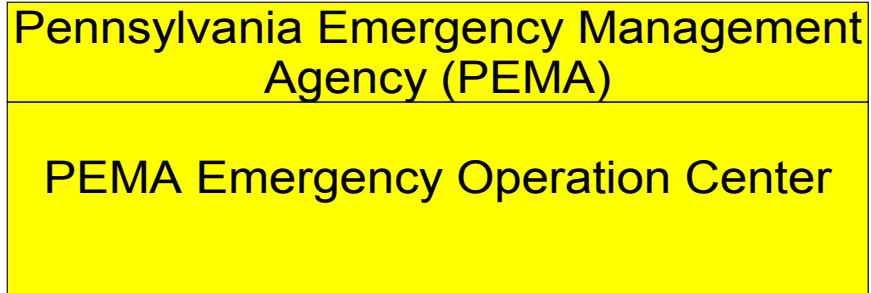 Pennsylvania Emergency Management
Agency (PEMA)
PEMA Emergency Operation Center